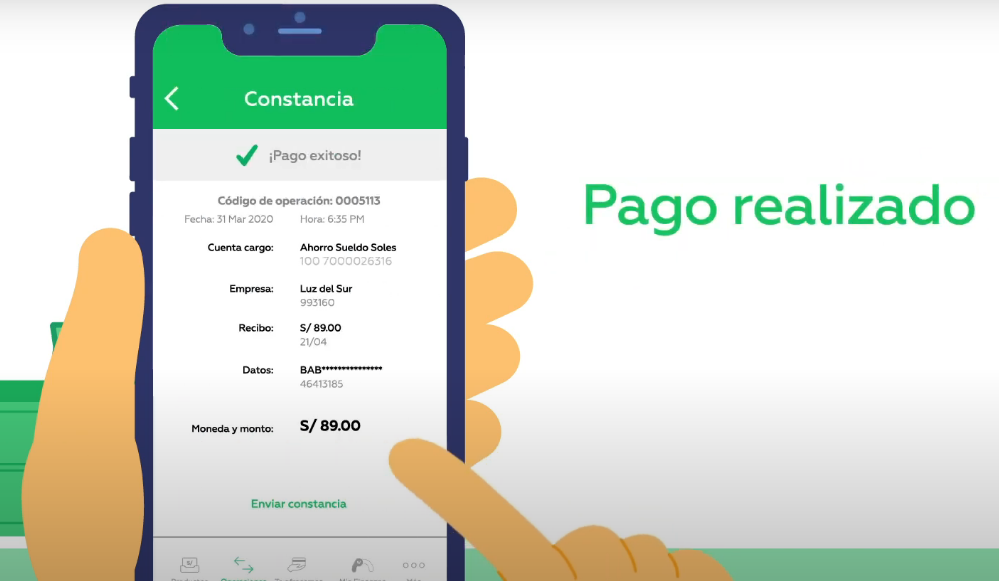 Constancia
¡Pago exitoso!
Código de operación: 0005113
Fecha: 31 Mar 2020 Hora: 6:35 PM
Cuenta cargo: Ahorro Sueldo Soles
100 7000026316
Empresa: Luz del Sur
993160
Recibo: S/ 89.00
21/04
Datos: BAB***************
46413185
Moneda y monto: S/ 89.00
Enviar constancia
Pago realizado